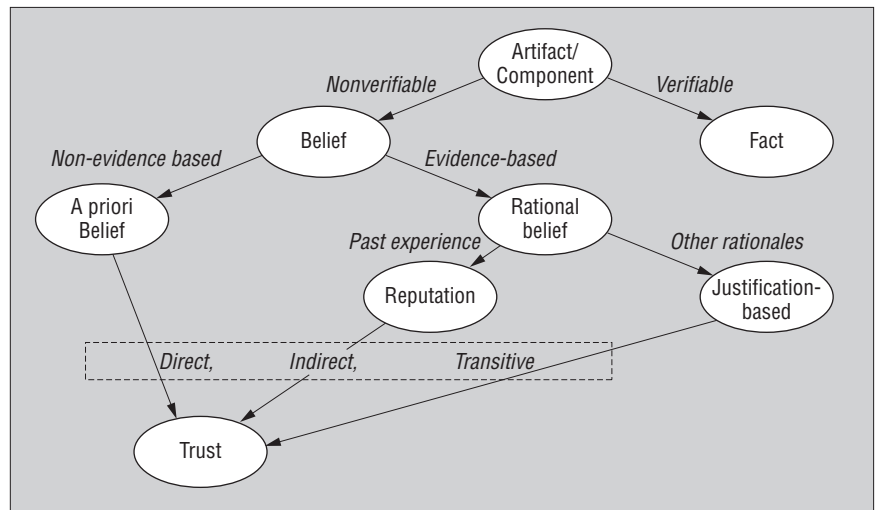 Artifact/
Component
Nonverifiable
Verifiable
Belief
Fact
Non-evidence based
Evidence-based
A priori
Belief
Rational
belief
Past experience
Other rationales
Reputation
Justification-
based
Direct, Indirect, Transitive
Trust